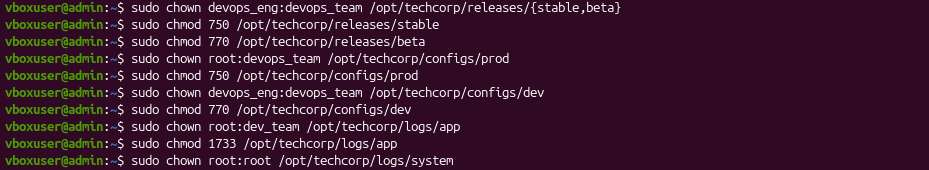 vboxuser@admin:~$ sudo chown devops_eng:devops_team /opt/techcorp/releases/{stable,beta}
vboxuser@admin:~$ sudo chmod 750 /opt/techcorp/releases/stable
vboxuser@admin:~$ sudo chmod 770 /opt/techcorp/releases/beta
vboxuser@admin:~$ sudo chown root:devops_team /opt/techcorp/configs/prod
vboxuser@admin:~$ sudo chmod 750 /opt/techcorp/configs/prod
vboxuser@admin:~$ sudo chown devops_eng:devops_team /opt/techcorp/configs/dev
vboxuser@admin:~$ sudo chmod 770 /opt/techcorp/configs/dev
vboxuser@admin:~$ sudo chown root:dev_team /opt/techcorp/logs/app
vboxuser@admin:~$ sudo chmod 1733 /opt/techcorp/logs/app
vboxuser@admin:~$ sudo chown root:root /opt/techcorp/logs/system